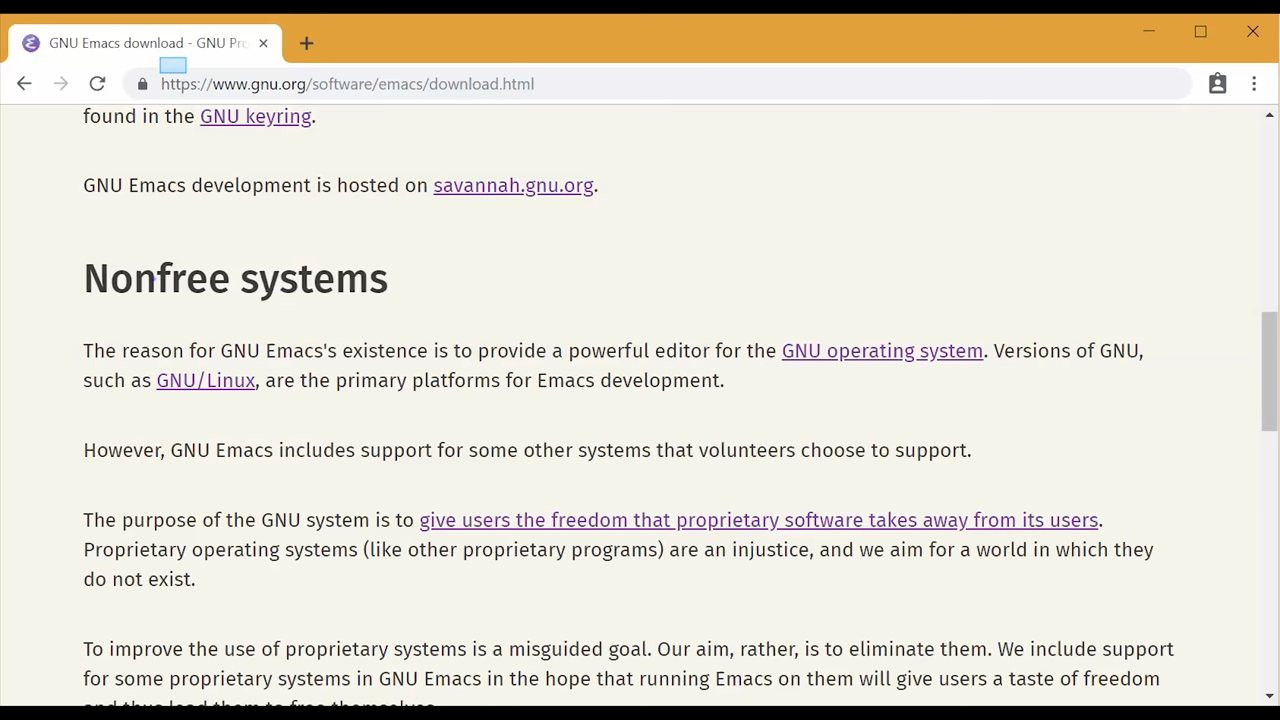 GNU Emacs download - GNU Pro
https://www.gnu.org/software/emacs/download.html
found in the GNU keyring.
GNU Emacs development is hosted on savannah.gnu.org.
Nonfree systems
The reason for GNU Emacs's existence is to provide a powerful editor for the GNU operating system. Versions of GNU,
such as GNU/Linux, are the primary platforms for Emacs development.
However, GNU Emacs includes support for some other systems that volunteers choose to support.
The purpose of the GNU system is to give users the freedom that proprietary software takes away from its users.
Proprietary operating systems (like other proprietary programs) are an injustice, and we aim for a world in which they
do not exist.
To improve the use of proprietary systems is a misguided goal. Our aim, rather, is to eliminate them. We include support
for some proprietary systems in GNU Emacs in the hope that running Emacs on them will give users a taste of freedom
and thus lead them to free themselves.